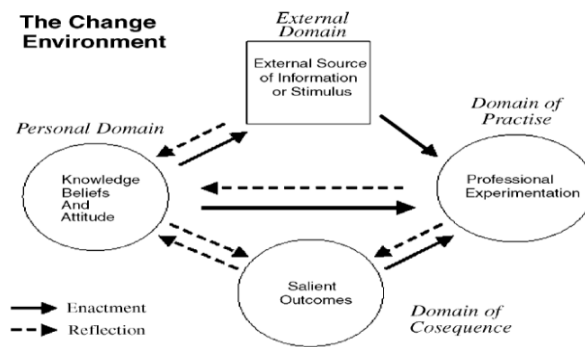 The Change
Environment
External
Domain
External Source
of Information
or Stimulus
Domain of
Practise
Personal Domain
Knowledge
Beliefs
And
Attitude
Professional
Experimentation
Salient
Outcomes
Enactment
Reflection
Domain of
Cosequence